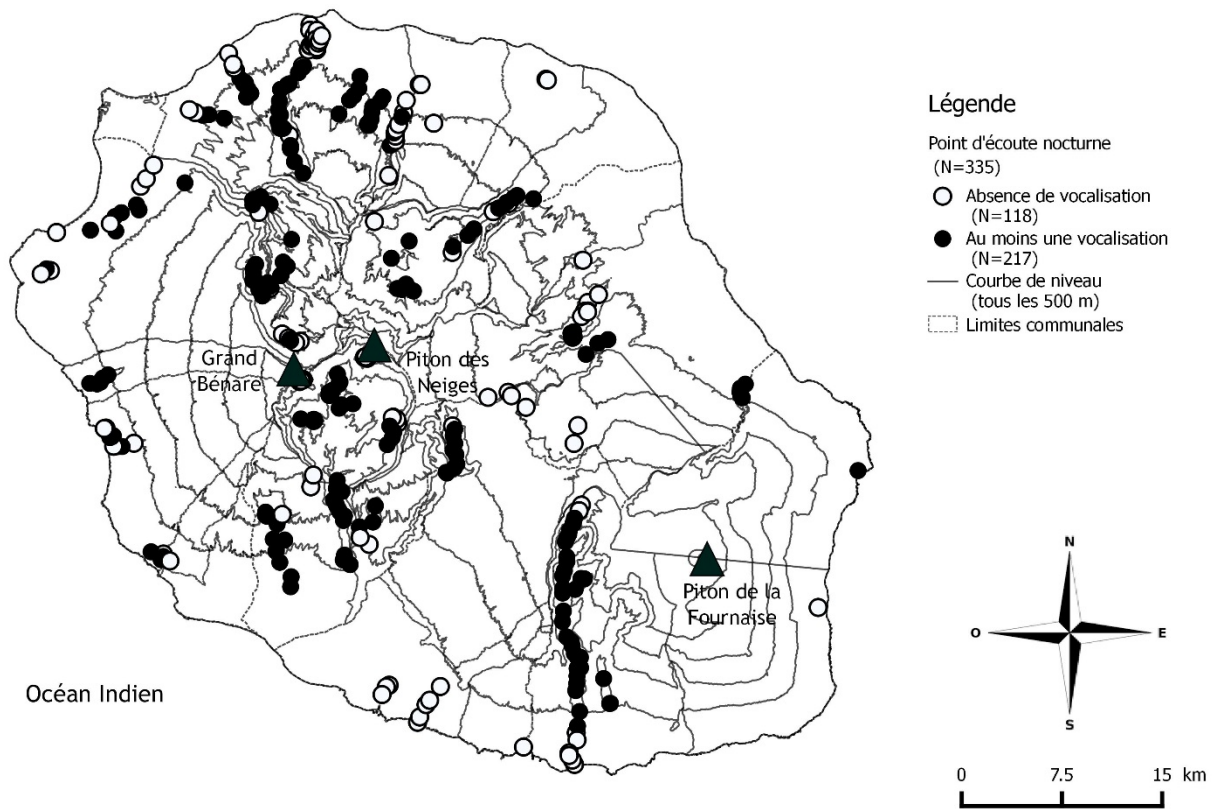 Légende
Point d'écoute nocturne
(N=335)
Absence de vocalisation
(N=118)
Au moins une vocalisation
(N=217)
Courbe de niveau
(tous les 500 m)
Limites communales
Grand
Bénare
Piton des
Neiges
Piton de la
Fournaise
Océan Indien
N
O
E
S
0 7.5 15 km